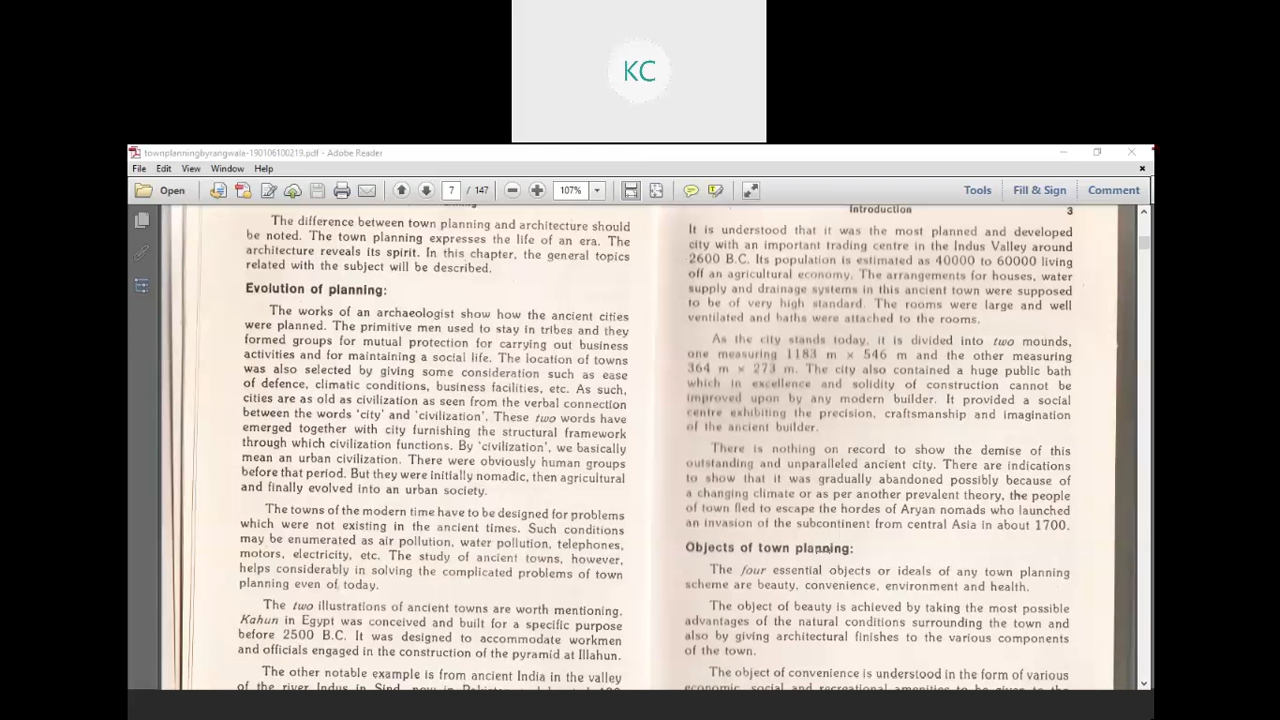 KC
townplanningbyrangwala-190106100219.pdf - Adobe Reader
File Edit View Window Help
Open 7 / 147 107% Tools Fill & Sign Comment
The difference between town planning and architecture should
be noted. The town planning expresses the life of an era. The
architecture reveals its spirit. In this chapter, the general topics
related with the subject will be described.
Evolution of planning:
The works of an archaeologist show how the ancient cities
were planned. The primitive men used to stay in tribes and they
formed groups for mutual protection for carrying out business
activities and for maintaining a social life. The location of towns
was also selected by giving some consideration such as ease
of defence, climatic conditions, business facilities, etc. As such,
cities are as old as civilization as seen from the verbal connection
between the words 'city' and 'civilization'. These two words have
emerged together with city furnishing the structural framework
through which civilization functions. By 'civilization', we basically
mean an urban civilization. There were obviously human groups
before that period. But they were initially nomadic, then agricultural
and finally evolved into an urban society.
The towns of the modern time have to be designed for problems
which were not existing in the ancient times. Such conditions
may be enumerated as air pollution, water pollution, telephones,
motors, electricity, etc. The study of ancient towns, however,
helps considerably in solving the complicated problems of town
planning even of today.
The two illustrations of ancient towns are worth mentioning.
Kahun in Egypt was conceived and built for a specific purpose
before 2500 B.C. It was designed to accommodate workmen
and officials engaged in the construction of the pyramid at Illahun.
The other notable example is from ancient India in the valley
of the river Indus in Sind, now in
Introduction 3
It is understood that it was the most planned and developed
city with an important trading centre in the Indus Valley around
2600 B.C. Its population is estimated as 40000 to 60000 living
off an agricultural economy. The arrangements for houses, water
supply and drainage systems in this ancient town were supposed
to be of very high standard. The rooms were large and well
ventilated and baths were attached to the rooms.
As the city stands today, it is divided into two mounds,
one measuring 1183 m × 546 m and the other measuring
364 m × 273 m. The city also contained a huge public bath
which in excellence and solidity of construction cannot be
improved upon by any modern builder. It provided a social
centre exhibiting the precision, craftsmanship and imagination
of the ancient builder.
There is nothing on record to show the demise of this
outstanding and unparalleled ancient city. There are indications
to show that it was gradually abandoned possibly because of
a changing climate or as per another prevalent theory, the people
of town fled to escape the hordes of Aryan nomads who launched
an invasion of the subcontinent from central Asia in about 1700.
Objects of town planning:
The four essential objects or ideals of any town planning
scheme are beauty, convenience, environment and health.
The object of beauty is achieved by taking the most possible
advantages of the natural conditions surrounding the town and
also by giving architectural finishes to the various components
of the town.
The object of convenience is understood in the form of various
economic, social and recreational amenities to be given to the